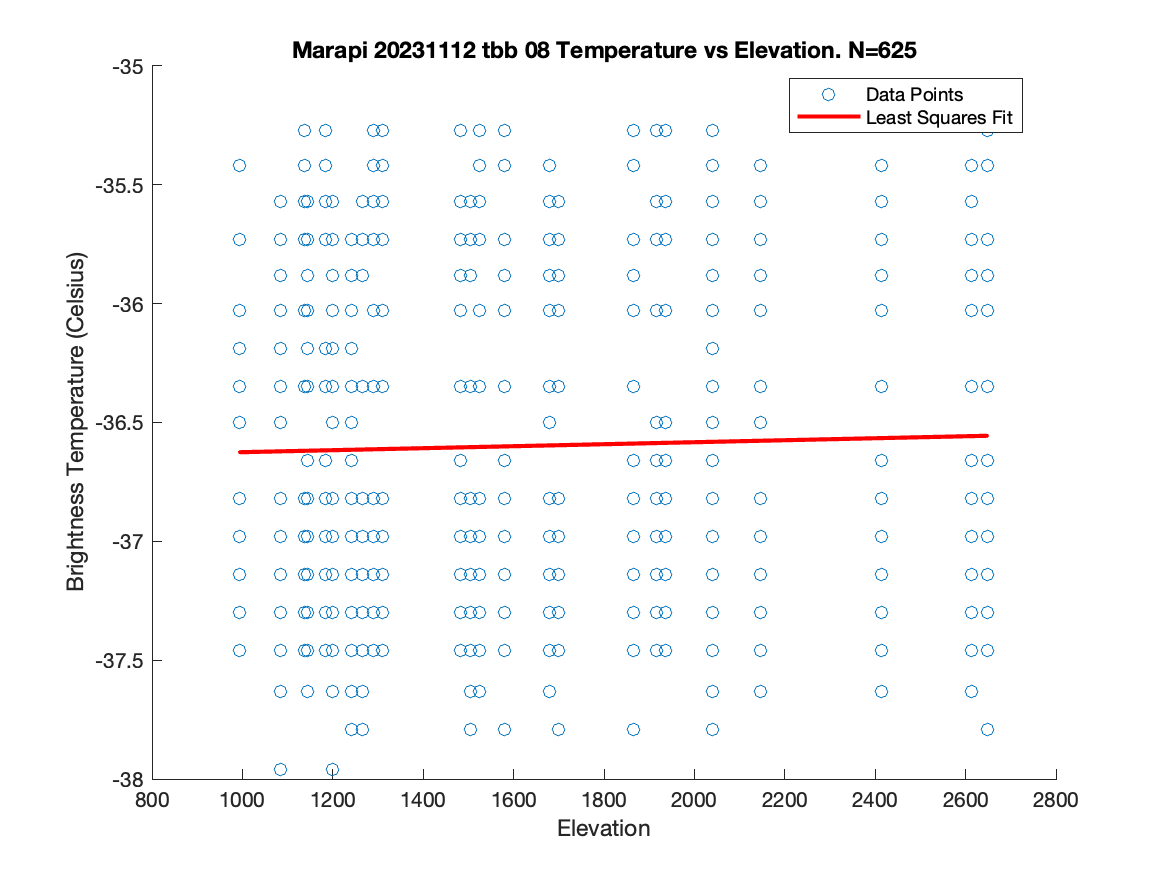 Marapi 20231112 tbb 08 Temperature vs Elevation. N=625
Data Points
Least Squares Fit
Brightness Temperature (Celsius)
-35
-35.5
-36
-36.5
-37
-37.5
-38
800 1000 1200 1400 1600 1800 2000 2200 2400 2600 2800
Elevation